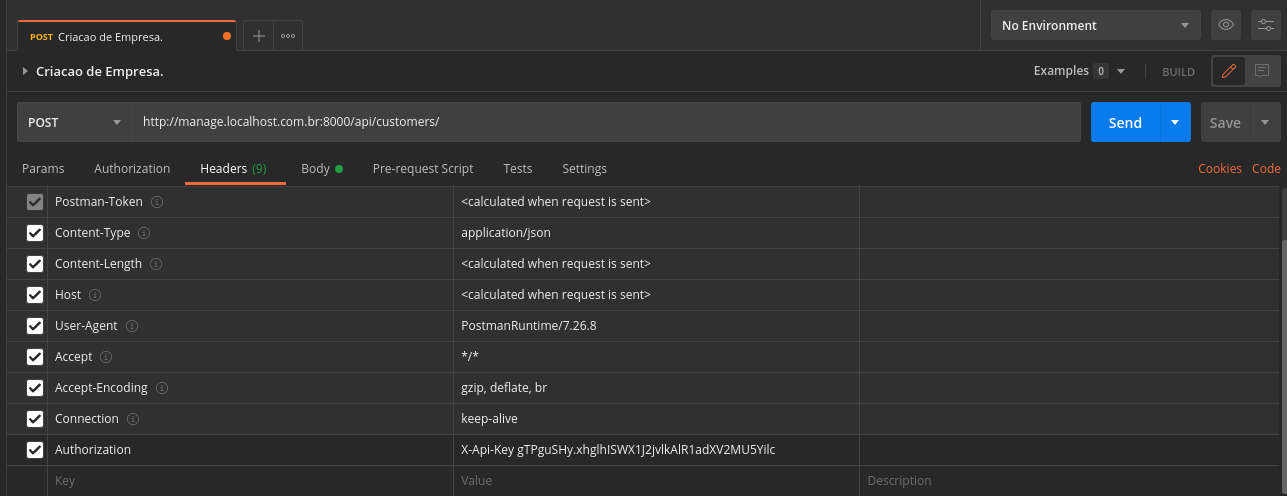 POST Criacao de Empresa. No Environment
Criacao de Empresa. Examples 0 BUILD
POST http://manage.localhost.com.br:8000/api/customers/ Send Save
Params Authorization Headers (9) Body Pre-request Script Tests Settings Cookies Code
Postman-Token <calculated when request is sent>
Content-Type application/json
Content-Length <calculated when request is sent>
Host <calculated when request is sent>
User-Agent PostmanRuntime/7.26.8
Accept */*
Accept-Encoding gzip, deflate, br
Connection keep-alive
Authorization X-Api-Key gTPguSHy.xhglhISWX1J2jvlkAlR1adXV2MU5Yilc
Key Value Description